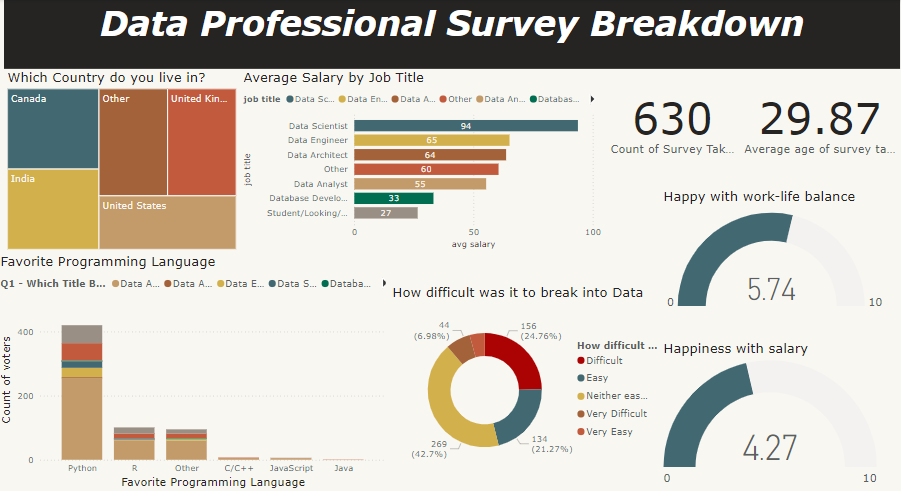 Data Professional Survey Breakdown
Which Country do you live in?
Canada
Other
United Kin...
India
United States
Average Salary by Job Title
job title
Data Sc...
Data En...
Data A...
Other
Data An...
Databas...
job title
Data Scientist
94
Data Engineer
65
Data Architect
64
Other
60
Data Analyst
55
Database Develo...
33
Student/Looking/...
27
0
50
100
avg salary
630
Count of Survey Tak...
29.87
Average age of survey ta...
Happy with work-life balance
5.74
0
10
Favorite Programming Language
Q1 - Which Title B...
Data A...
Data A...
Data E...
Data S...
Databa...
Count of voters
400
200
0
Python
R
Other
C/C++
JavaScript
Java
Favorite Programming Language
How difficult was it to break into Data
44
(6.98%)
156
(24.76%)
269
(42.7%)
134
(21.27%)
How difficult ...
Difficult
Easy
Neither eas...
Very Difficult
Very Easy
Happiness with salary
4.27
0
10